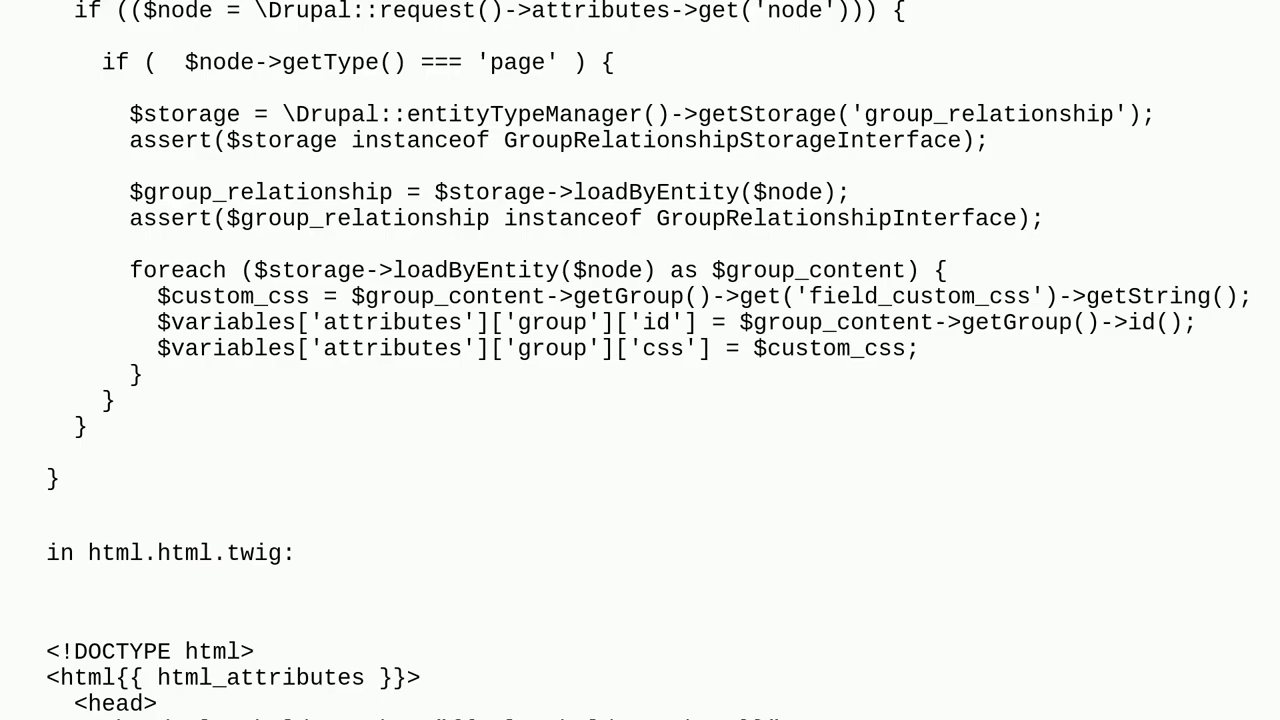 if (($node = \Drupal::request()->attributes->get('node'))) {
if (  $node->getType() === 'page' ) {
$storage = \Drupal::entityTypeManager()->getStorage('group_relationship');
assert($storage instanceof GroupRelationshipStorageInterface);
$group_relationship = $storage->loadByEntity($node);
assert($group_relationship instanceof GroupRelationshipInterface);
foreach ($storage->loadByEntity($node) as $group_content) {
$custom_css = $group_content->getGroup()->get('field_custom_css')->getString();
$variables['attributes']['group']['id'] = $group_content->getGroup()->id();
$variables['attributes']['group']['css'] = $custom_css;
}
}
}
}
in html.html.twig:
<!DOCTYPE html>
<html{{ html_attributes }}>
<head>